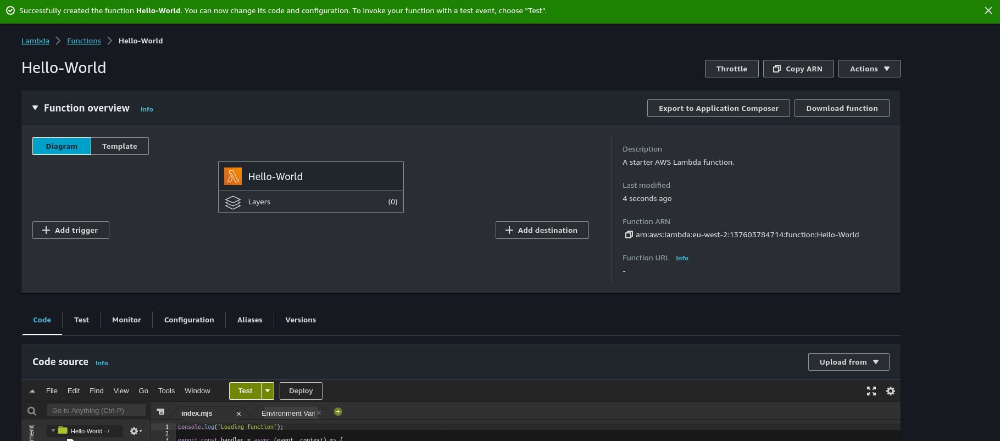 Successfully created the function Hello-World. You can now change its code and configuration. To invoke your function with a test event, choose "Test".
Lambda Functions Hello-World
Hello-World
Throttle Copy ARN Actions
Function overview Info
Export to Application Composer Download function
Diagram Template
Hello-World
Layers (0)
+ Add trigger
+ Add destination
Description
A starter AWS Lambda function.
Last modified
4 seconds ago
Function ARN
arn:aws:lambda:eu-west-2:137603784714:function:Hello-World
Function URL Info
-
Code Test Monitor Configuration Aliases Versions
Code source Info
Upload from
File Edit Find View Go Tools Window Test Deploy
Go to Anything (Ctrl-P)
index.mjs × Environment Vari ×
Hello-World - /
1 console.log('Loading function');
2
3 export const handler = async (event, context) => {